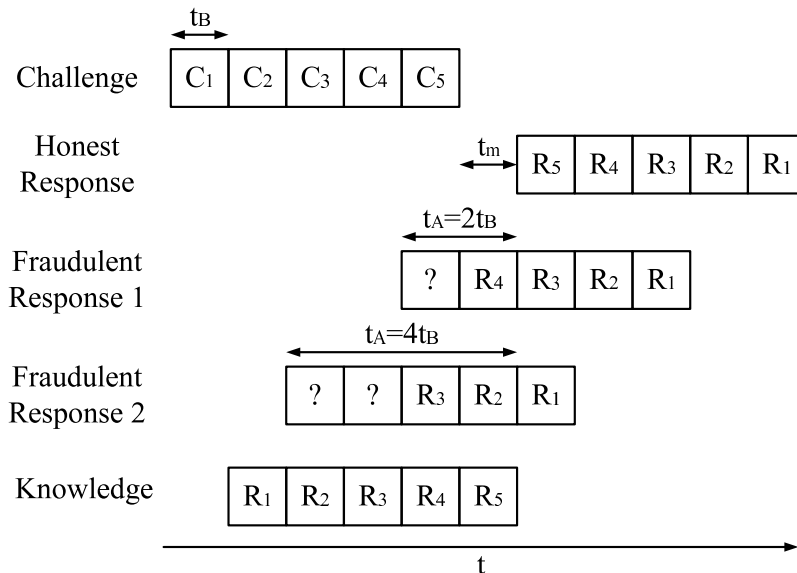 tB
Challenge C1 C2 C3 C4 C5
Honest Response tm R5 R4 R3 R2 R1
tA=2tB
Fraudulent Response 1 ? R4 R3 R2 R1
tA=4tB
Fraudulent Response 2 ? ? R3 R2 R1
Knowledge R1 R2 R3 R4 R5
t